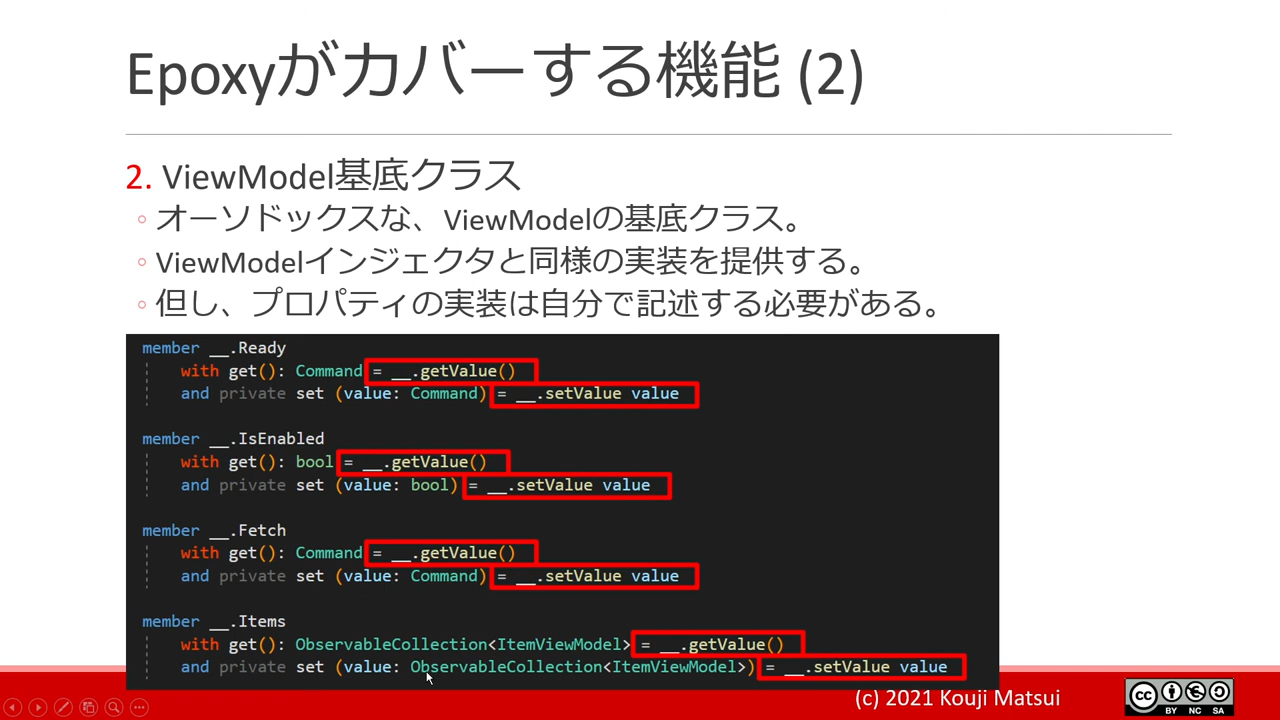 Epoxyがカバーする機能 (2)
2. ViewModel基底クラス
◦ オーソドックスな、ViewModelの基底クラス。
◦ ViewModelインジェクタと同様の実装を提供する。
◦ 但し、プロパティの実装は自分で記述する必要がある。
member __.Ready
with get(): Command = __.getValue()
and private set (value: Command) = __.setValue value
member __.IsEnabled
with get(): bool = __.getValue()
and private set (value: bool) = __.setValue value
member __.Fetch
with get(): Command = __.getValue()
and private set (value: Command) = __.setValue value
member __.Items
with get(): ObservableCollection<ItemViewModel> = __.getValue()
and private set (value: ObservableCollection<ItemViewModel>) = __.setValue value
(c) 2021 Kouji Matsui
cc
BY NC SA